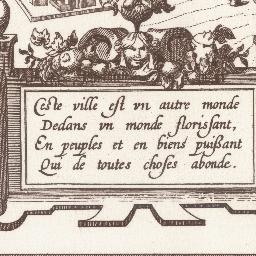 Ceste ville est vn autre monde
Dedans vn monde florissant,
En peuples et en biens puissant
Qui de toutes choses abonde.